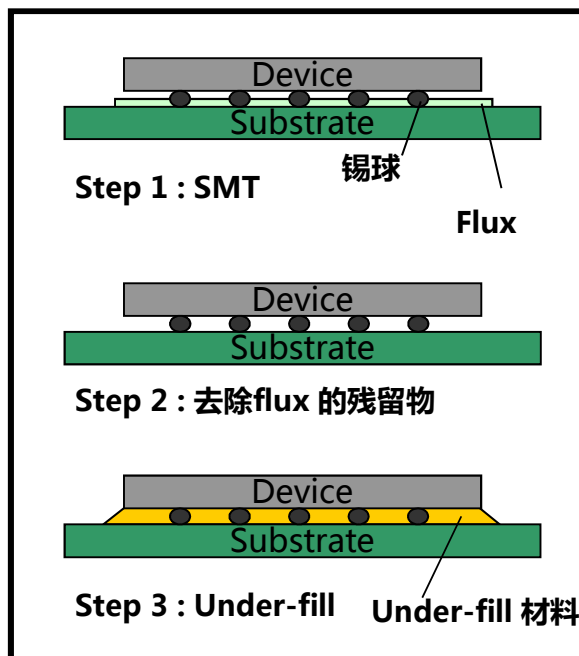 Device
Substrate
锡球
Step 1 : SMT
Flux
Device
Substrate
Step 2 : 去除flux 的残留物
Device
Substrate
Step 3 : Under-fill
Under-fill 材料